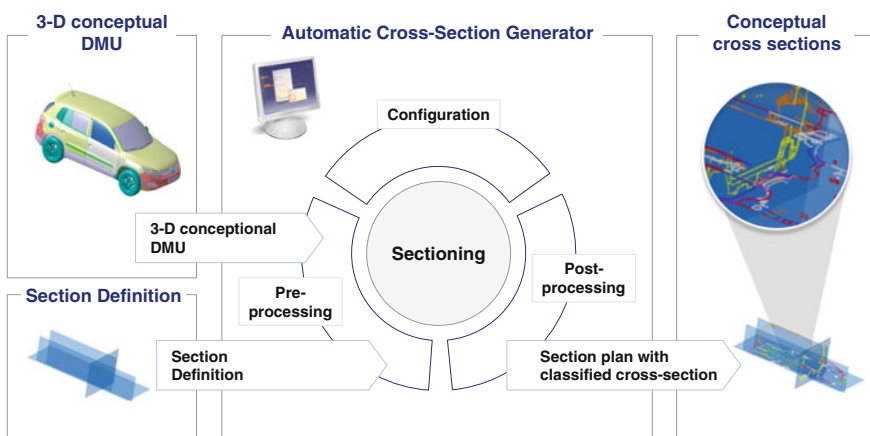 3-D conceptual
DMU
Automatic Cross-Section Generator
Conceptual
cross sections
Configuration
3-D conceptional
DMU
Sectioning
Pre-
processing
Post-
processing
Section Definition
Section
Definition
Section plan with
classified cross-section